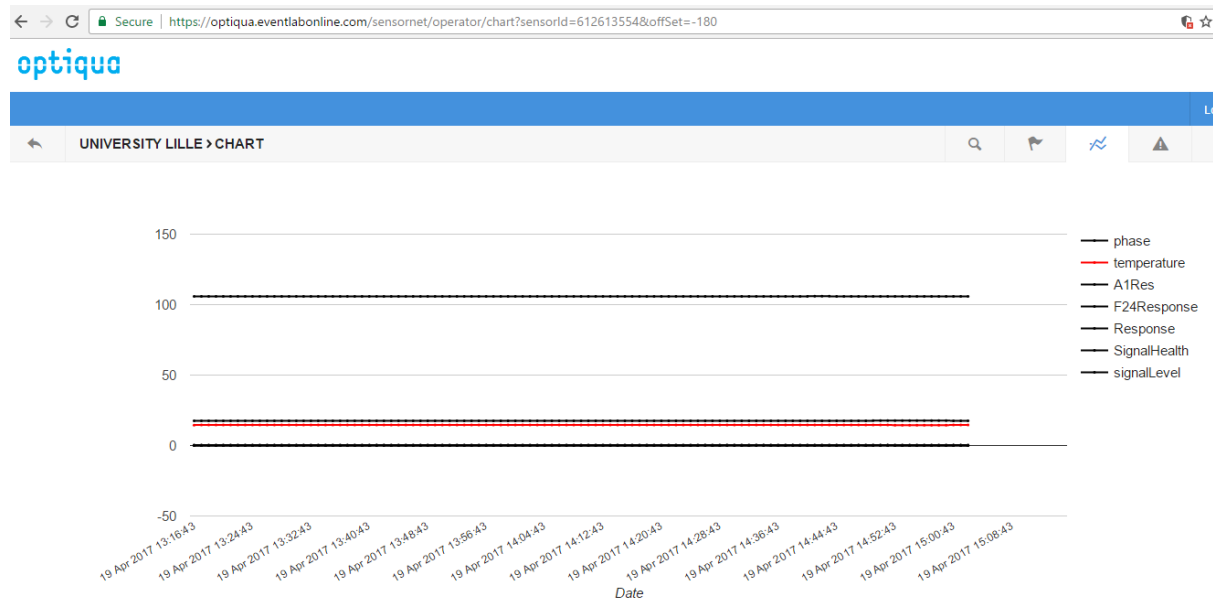 Secure | https://optiqua.eventlabonline.com/sensornet/operator/chart?sensorId=612613554&offSet=-180
optiqua
UNIVERSITY LILLE > CHART
150
100
50
0
-50
phase
temperature
A1Res
F24Response
Response
SignalHealth
signalLevel
19 Apr 2017 13:16:43
19 Apr 2017 13:24:43
19 Apr 2017 13:32:43
19 Apr 2017 13:40:43
19 Apr 2017 13:48:43
19 Apr 2017 13:56:43
19 Apr 2017 14:04:43
19 Apr 2017 14:12:43
19 Apr 2017 14:20:43
19 Apr 2017 14:28:43
19 Apr 2017 14:36:43
19 Apr 2017 14:44:43
19 Apr 2017 14:52:43
19 Apr 2017 15:00:43
19 Apr 2017 15:08:43
Date